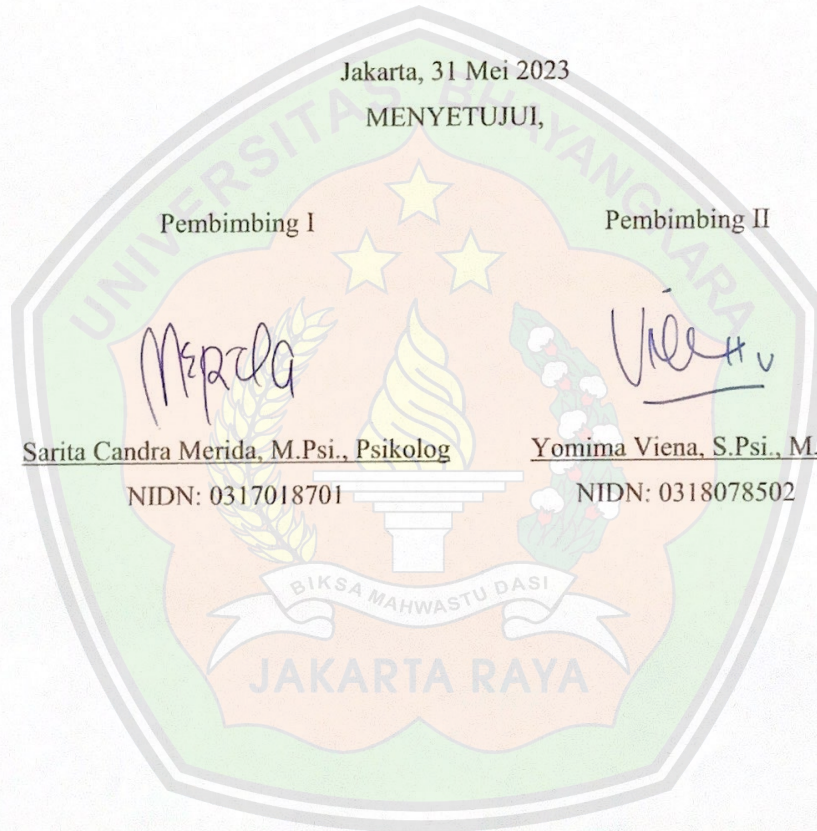 Jakarta, 31 Mei 2023
MENYETUJUI,
UNIVERSITAS BHAYANGKARA
Pembimbing I
Pembimbing II
Merida
Sarita Candra Merida, M.Psi., Psikolog
Yomima Viena, S.Psi., M.
NIDN: 0317018701
NIDN: 0318078502
BIKSA MAHWASTU DASI
JAKARTA RAYA